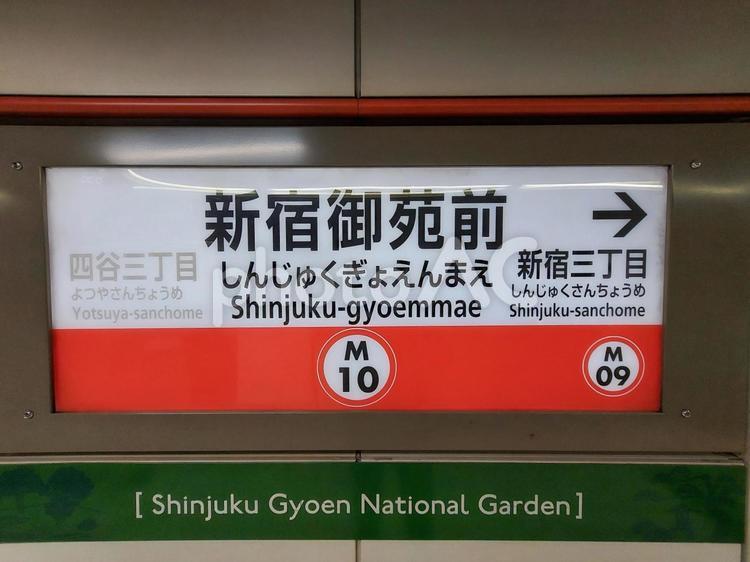 新宿御苑前
しんじゅくぎょえんまえ
Shinjuku-gyoemmae
四谷三丁目
よつやさんちょうめ
Yotsuya-sanchome
新宿三丁目
しんじゅくさんちょうめ
Shinjuku-sanchome
M
10
M
09
[ Shinjuku Gyoen National Garden ]
photoAC